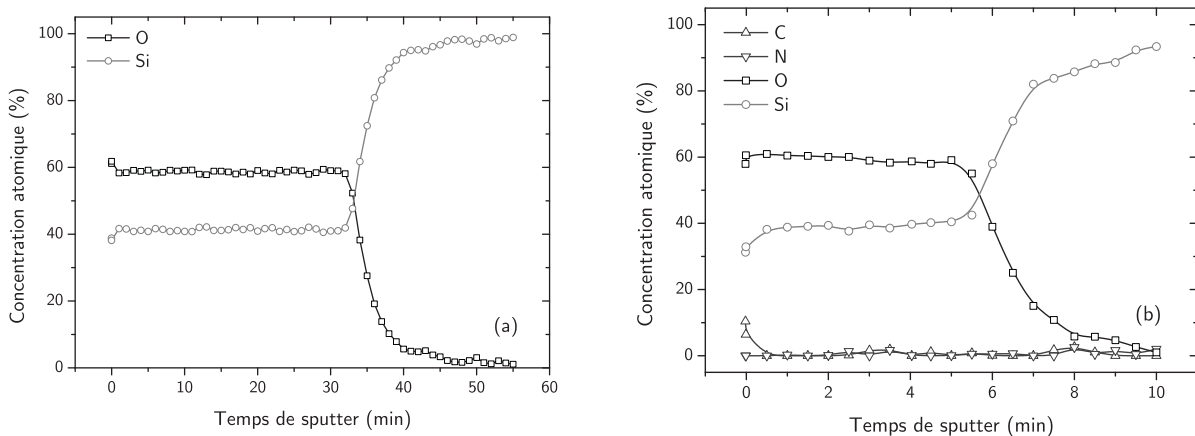 O
Si
Concentration atomique (%)
100
80
60
40
20
0
0 10 20 30 40 50 60
Temps de sputter (min)
(a)
C
N
O
Si
Concentration atomique (%)
100
80
60
40
20
0
0 2 4 6 8 10
Temps de sputter (min)
(b)